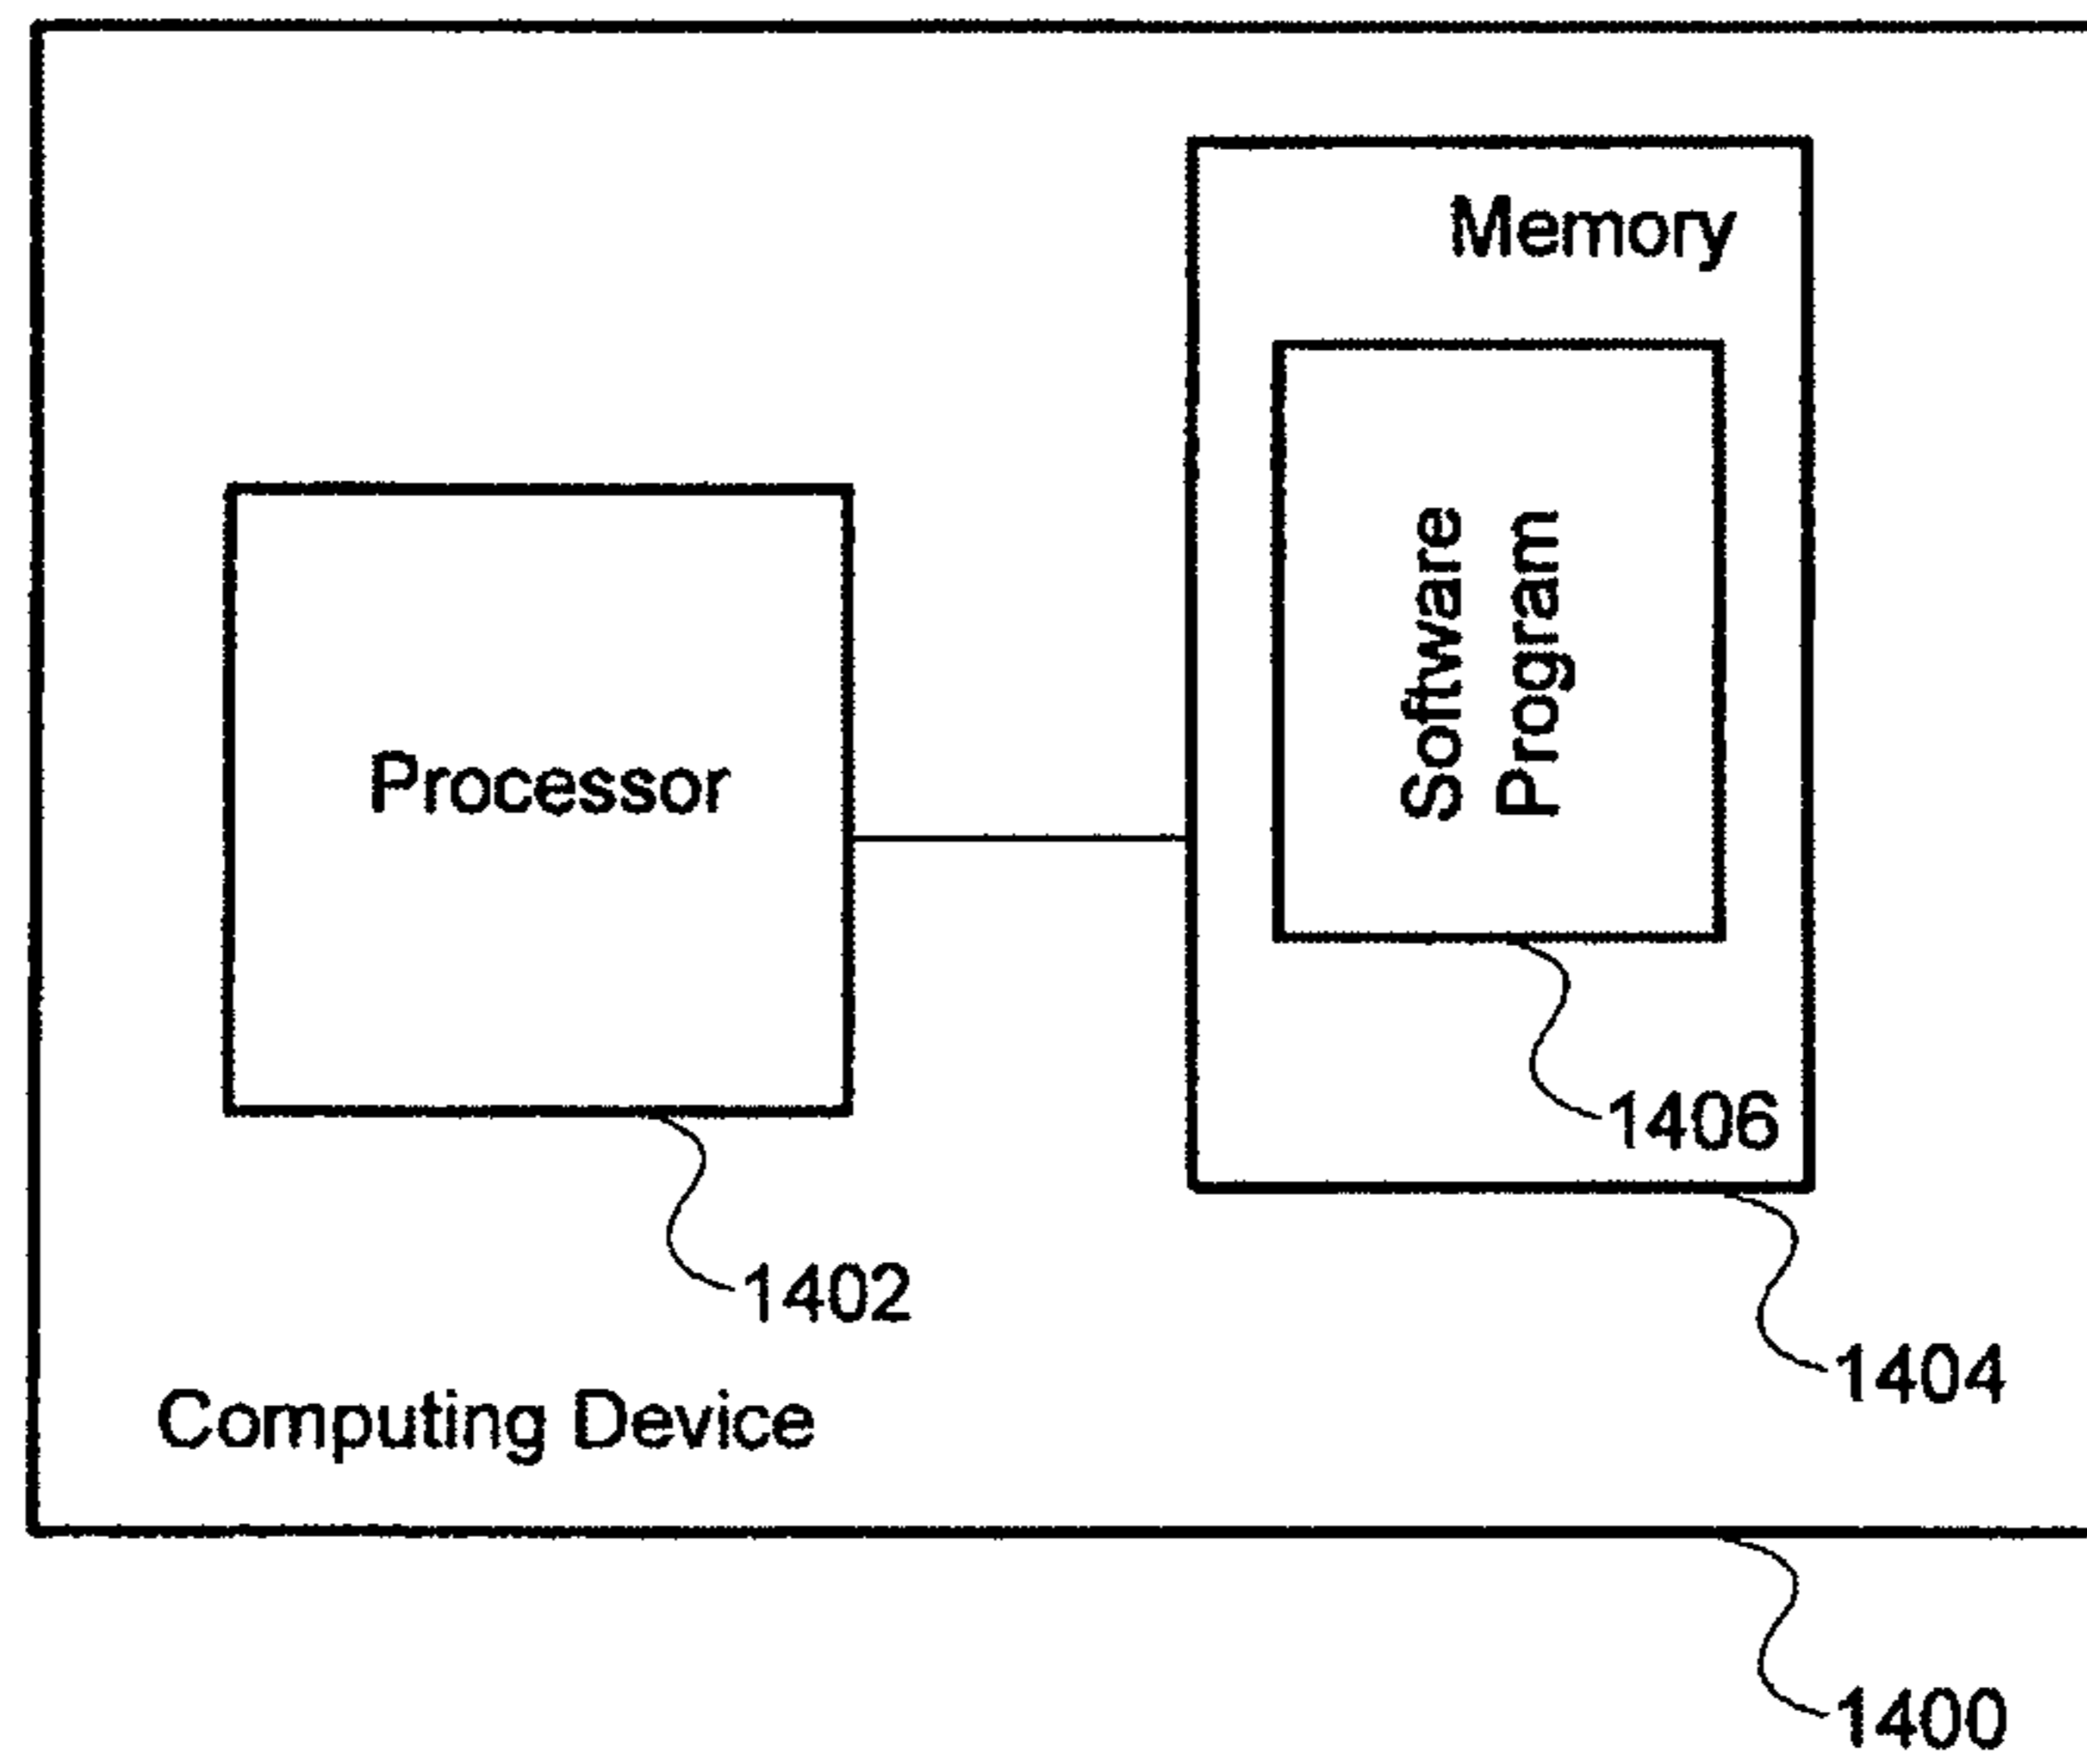 Memory
Software
Program
Processor
1406
1402
1404
Computing Device
1400